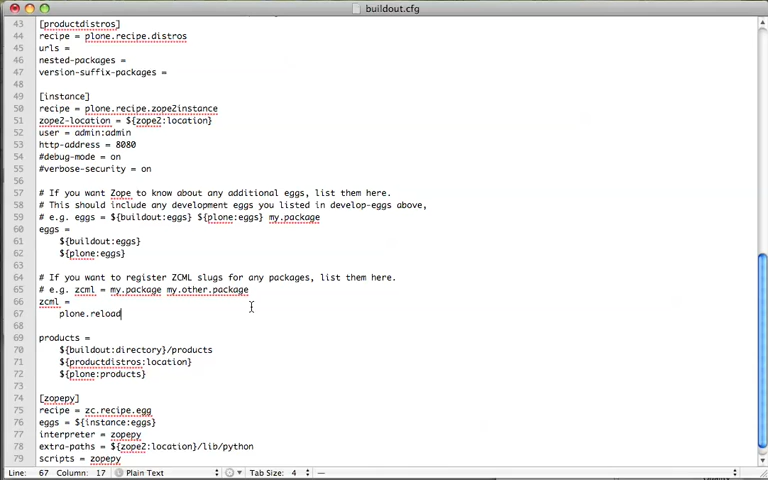 buildout.cfg
43 [productdistros]
44 recipe = plone.recipe.distros
45 urls =
46 nested-packages =
47 version-suffix-packages =
48
49 [instance]
50 recipe = plone.recipe.zope2instance
51 zope2-location = ${zope2:location}
52 user = admin:admin
53 http-address = 8080
54 #debug-mode = on
55 #verbose-security = on
56
57 # If you want Zope to know about any additional eggs, list them here.
58 # This should include any development eggs you listed in develop-eggs above,
59 # e.g. eggs = ${buildout:eggs} ${plone:eggs} my.package
60 eggs =
61 ${buildout:eggs}
62 ${plone:eggs}
63
64 # If you want to register ZCML slugs for any packages, list them here.
65 # e.g. zcml = my.package my.other.package
66 zcml =
67 plone.reload
68
69 products =
70 ${buildout:directory}/products
71 ${productdistros:location}
72 ${plone:products}
73
74 [zopepy]
75 recipe = zc.recipe.egg
76 eggs = ${instance:eggs}
77 interpreter = zopepy
78 extra-paths = ${zope2:location}/lib/python
79 scripts = zopepy
Line: 67 Column: 17 Plain Text Tab Size: 4 —